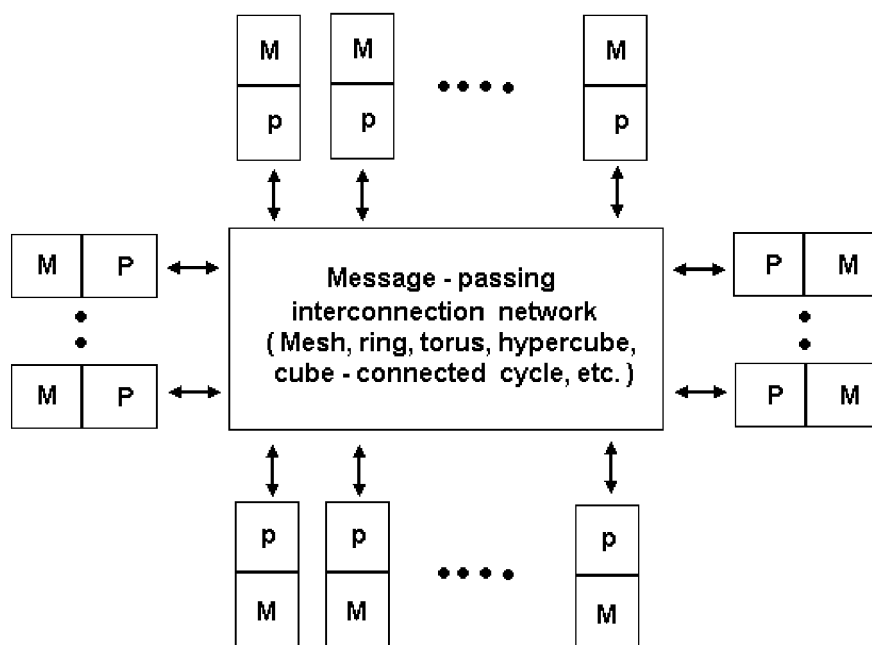 M M M
p p p
M P
Message - passing
interconnection network
( Mesh, ring, torus, hypercube,
cube - connected cycle, etc. )
P M
M P
P M
p p p
M M M